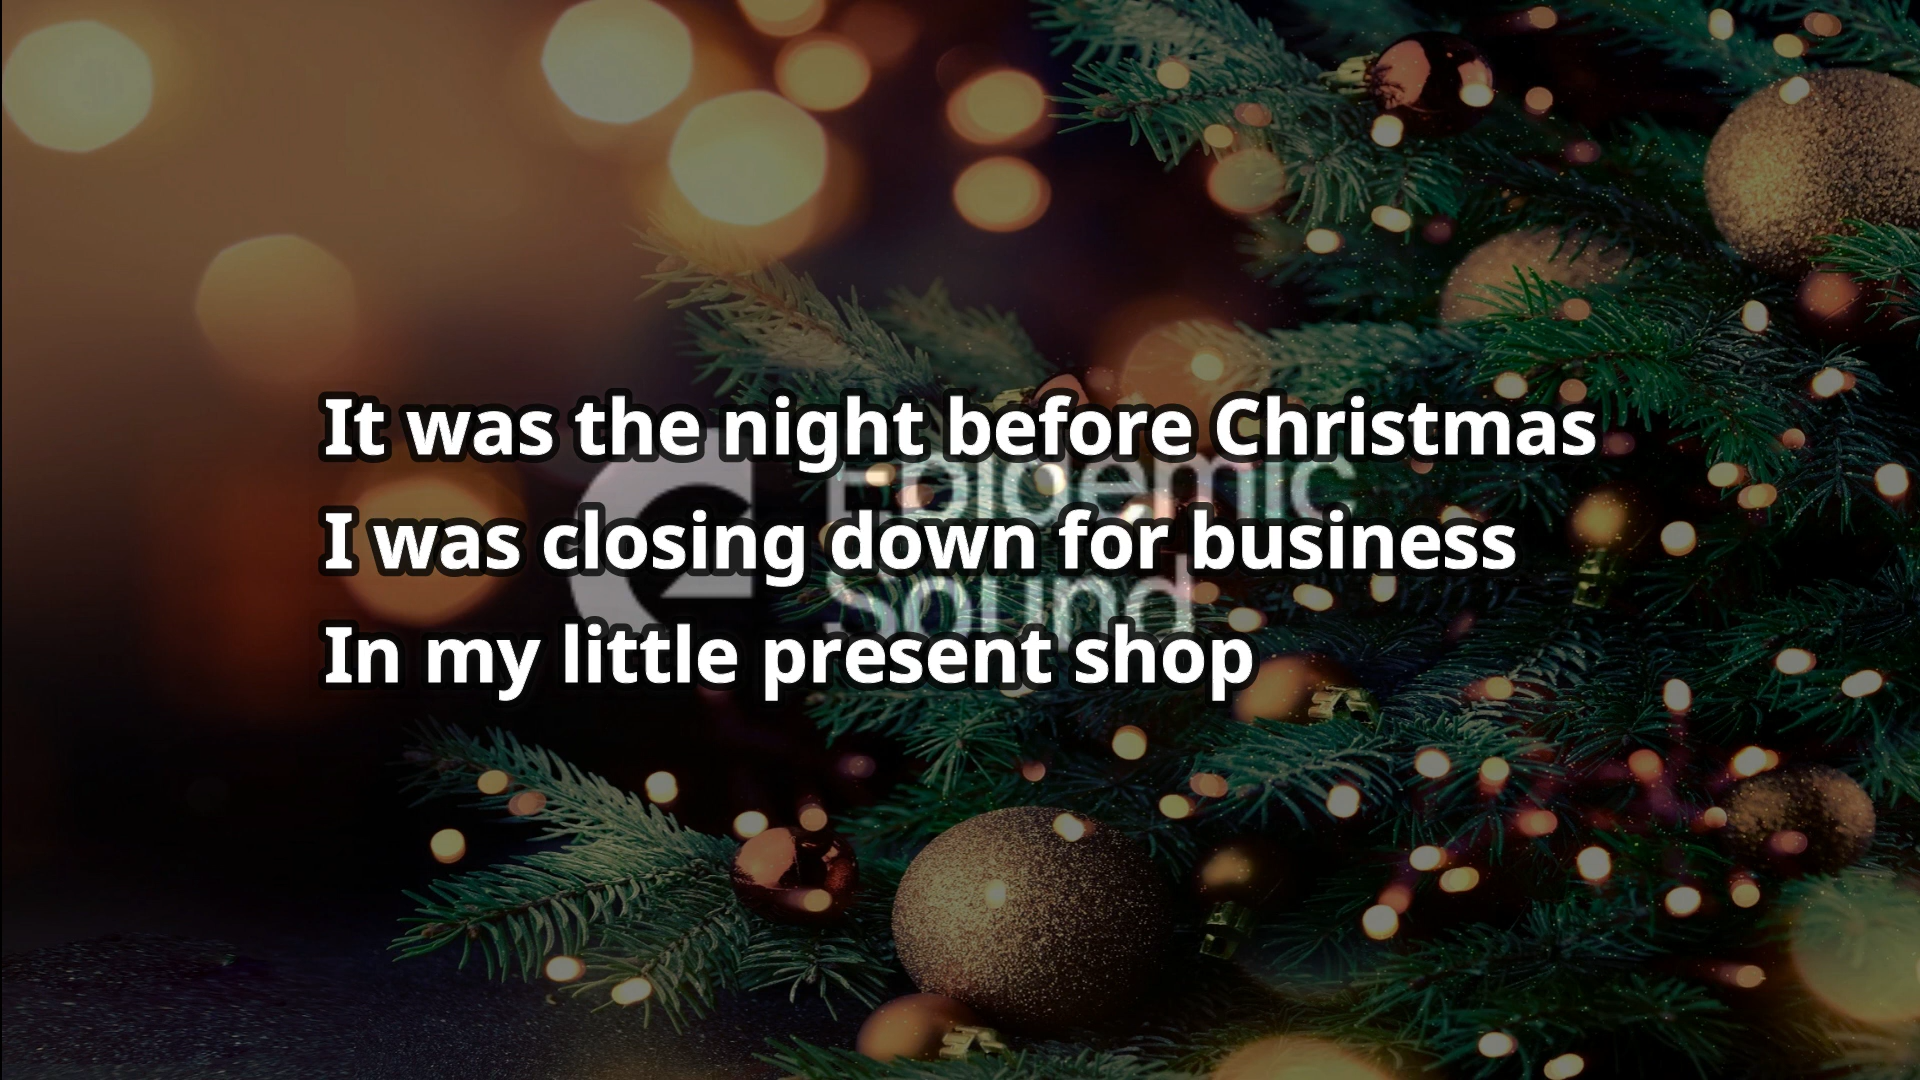 It was the night before Christmas
Epidemic
I was closing down for business
Sound
In my little present shop